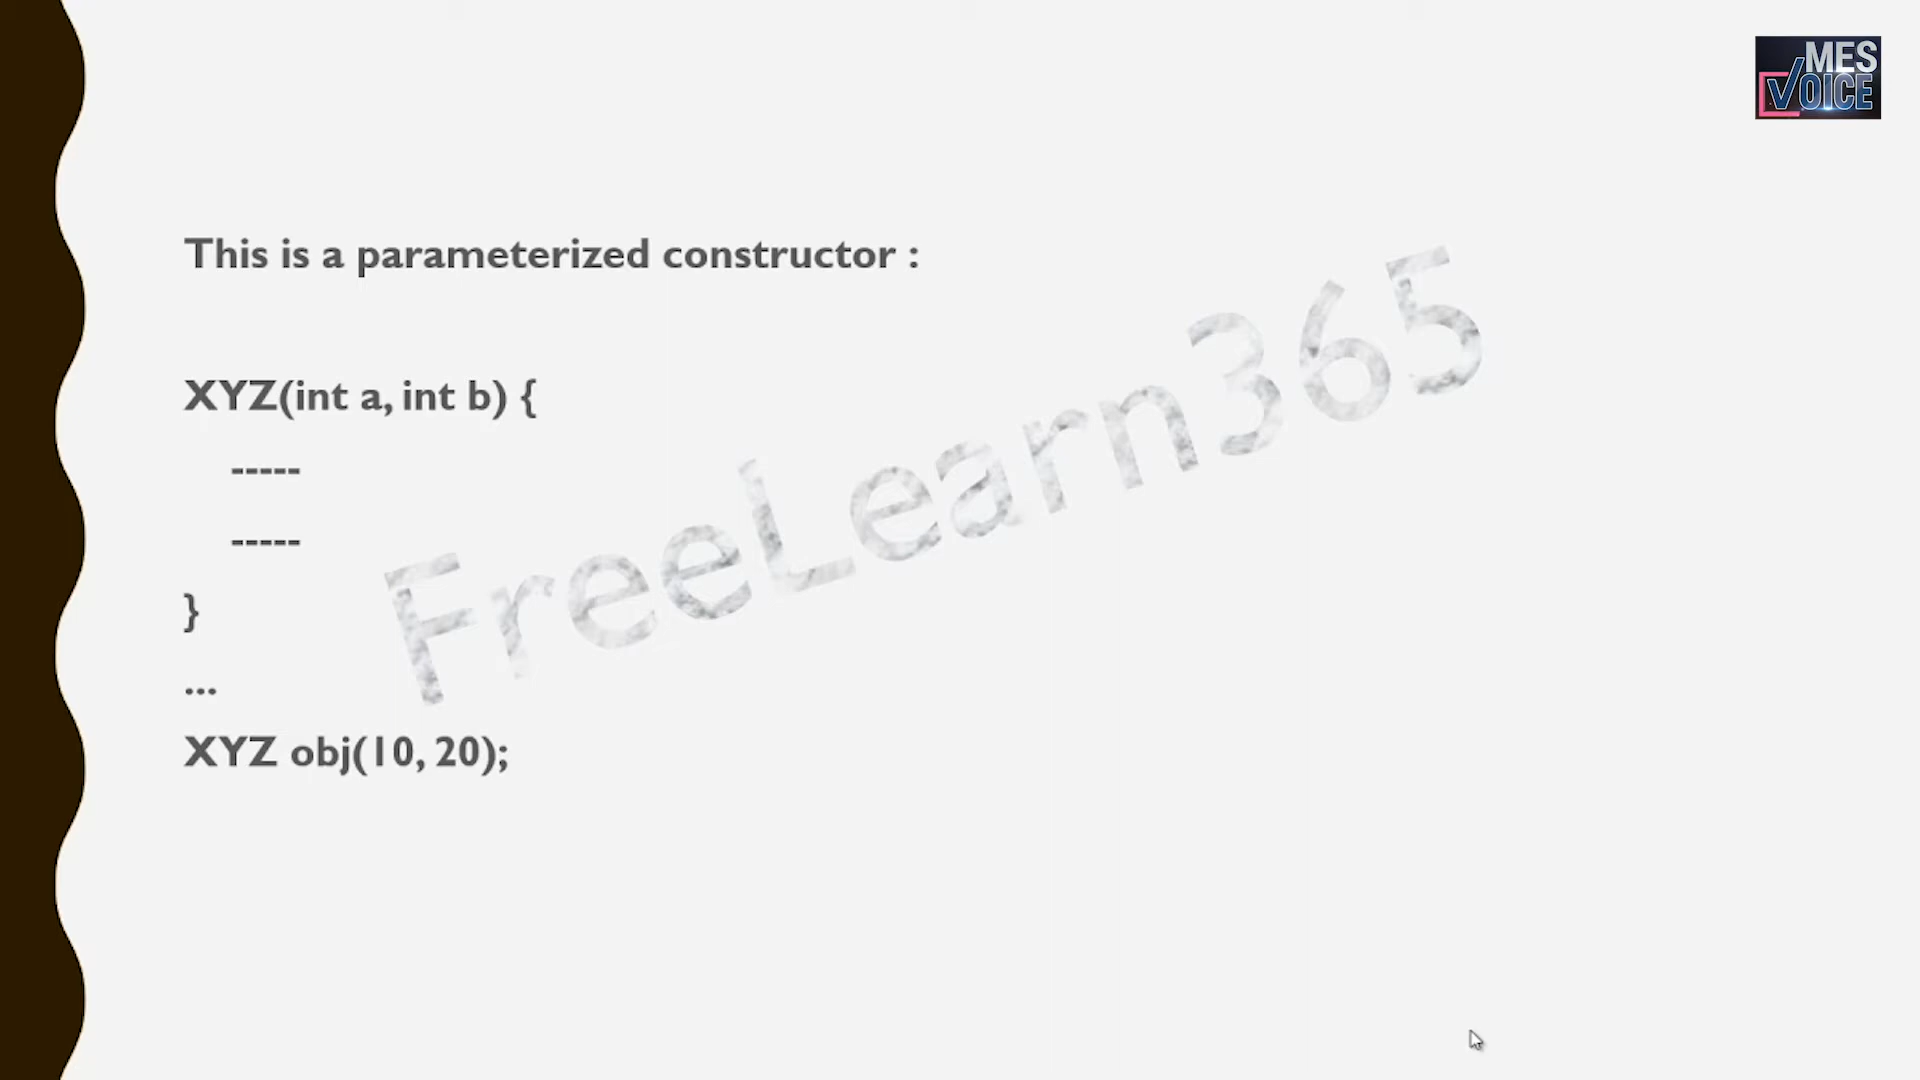 MES
VOICE
This is a parameterized constructor :
XYZ(int a, int b) {
-----
-----
}
...
XYZ obj(10, 20);
FreeLearn365